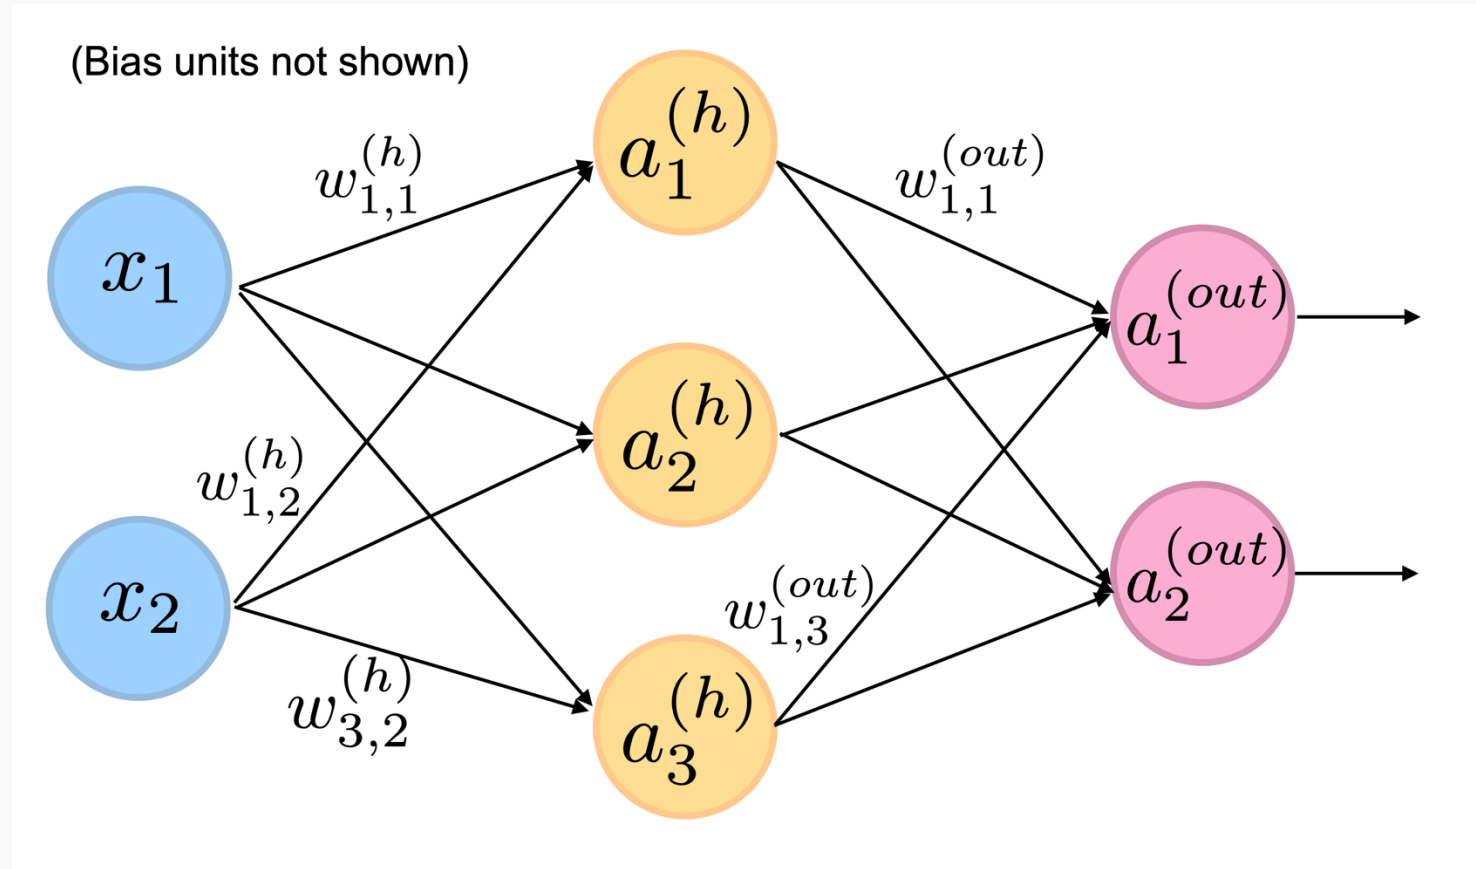 (Bias units not shown)
$w_{1,1}^{(h)}$
$a_1^{(h)}$
$w_{1,1}^{(out)}$
$x_1$
$a_1^{(out)}$
$w_{1,2}^{(h)}$
$a_2^{(h)}$
$x_2$
$w_{1,3}^{(out)}$
$a_2^{(out)}$
$w_{3,2}^{(h)}$
$a_3^{(h)}$